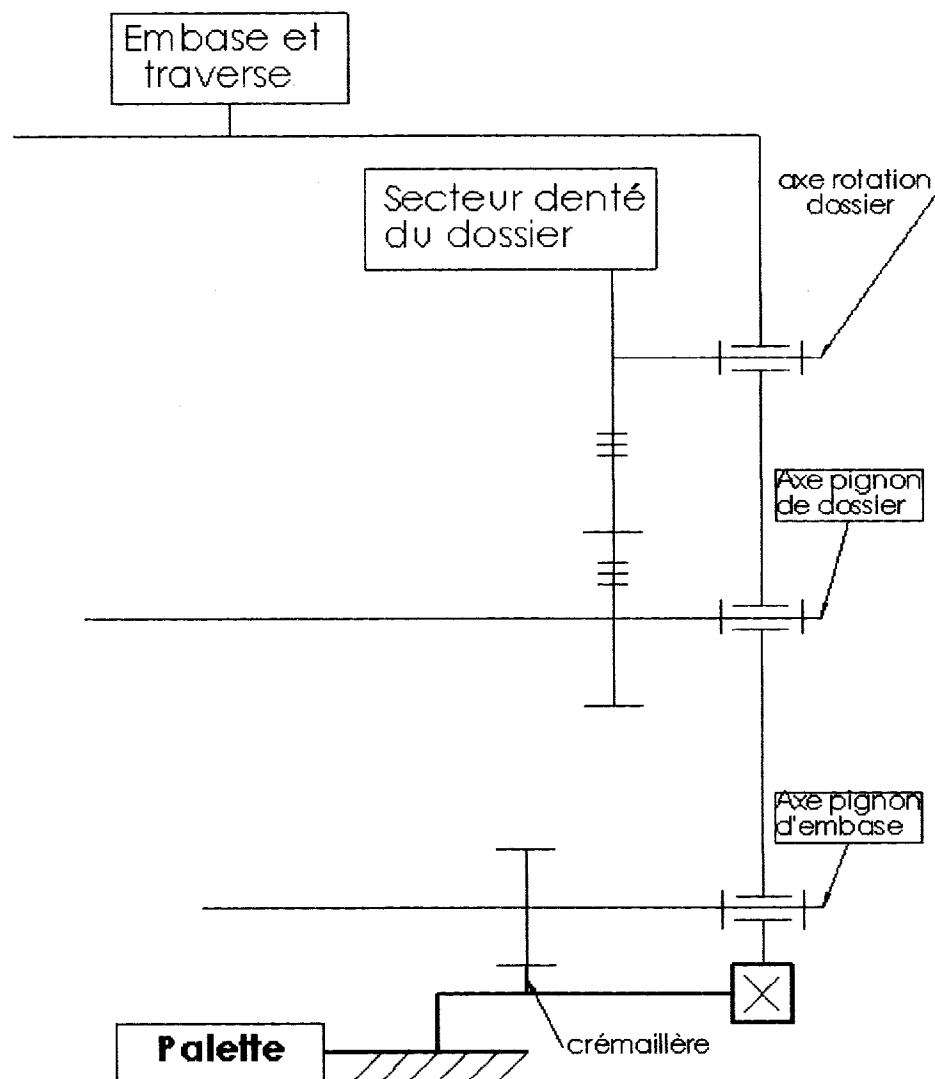 Embase et
traverse
axe rotation
dossier
Secteur denté
du dossier
Axe pignon
de dossier
Axe pignon
d'embase
crémaillère
Palette